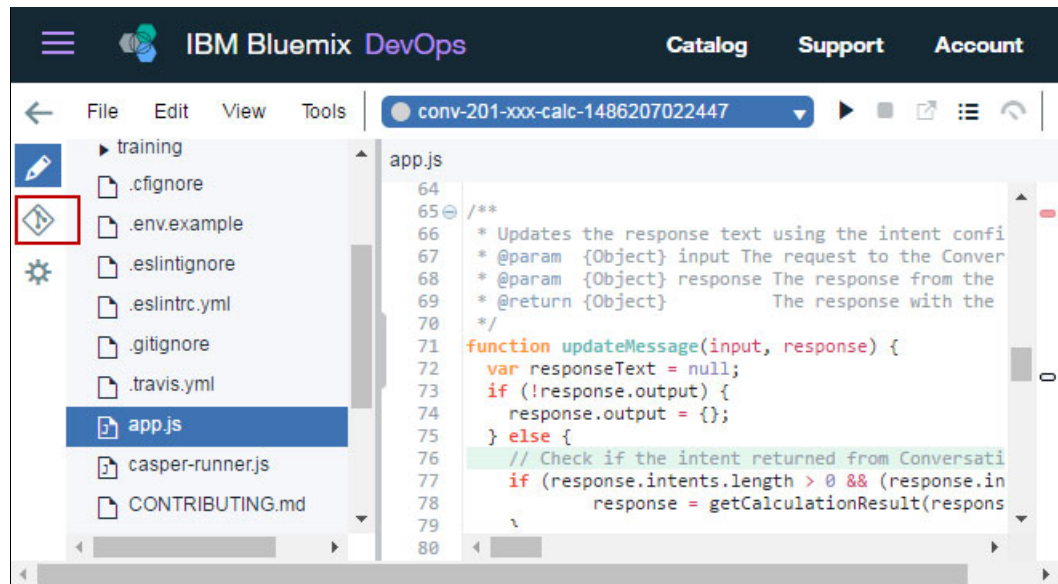 IBM Bluemix DevOps Catalog Support Account
File Edit View Tools conv-201-xxx-calc-1486207022447
training
.cfignore
.env.example
.eslintignore
.eslintrc.yml
.gitignore
.travis.yml
app.js
casper-runner.js
CONTRIBUTING.md
app.js
64
65 /**
66 * Updates the response text using the intent confi
67 * @param {Object} input The request to the Conver
68 * @param {Object} response The response from the
69 * @return {Object} The response with the
70 */
71 function updateMessage(input, response) {
72 var responseText = null;
73 if (!response.output) {
74 response.output = {};
75 } else {
76 // Check if the intent returned from Conversati
77 if (response.intents.length > 0 && (response.in
78 response = getCalculationResult(respons
79 }
80